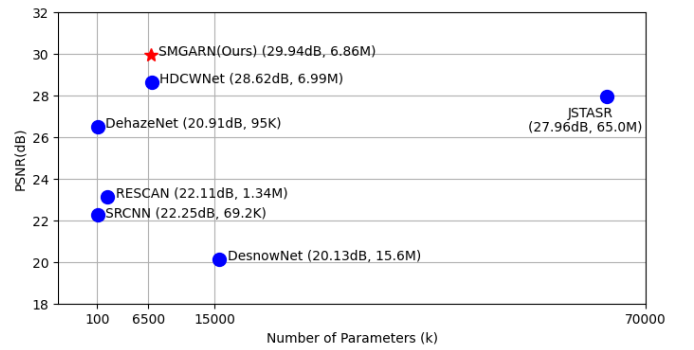 32
30
28
26
24
22
20
18
PSNR(dB)
SMGARN(Ours) (29.94dB, 6.86M)
HDCWNet (28.62dB, 6.99M)
JSTASR
(27.96dB, 65.0M)
DehazeNet (20.91dB, 95K)
RESCAN (22.11dB, 1.34M)
SRCNN (22.25dB, 69.2K)
DesnowNet (20.13dB, 15.6M)
100 6500 15000 70000
Number of Parameters (k)